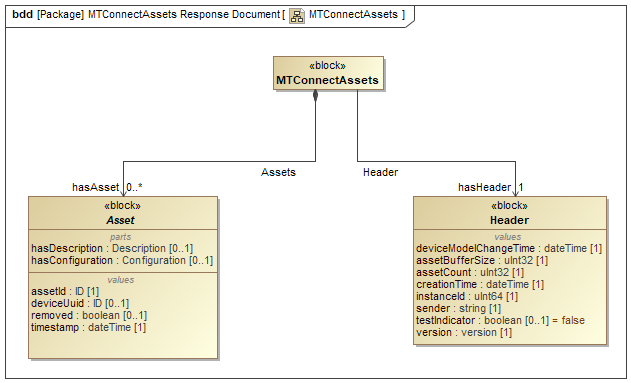 bdd [Package] MTConnectAssets Response Document [ MTConnectAssets ]
«block»
MTConnectAssets
Assets
Header
hasAsset 0..*
hasHeader 1
«block»
Asset
parts
hasDescription : Description [0..1]
hasConfiguration : Configuration [0..1]
values
assetId : ID [1]
deviceUuid : ID [0..1]
removed : boolean [0..1]
timestamp : dateTime [1]
«block»
Header
values
deviceModelChangeTime : dateTime [1]
assetBufferSize : uInt32 [1]
assetCount : uInt32 [1]
creationTime : dateTime [1]
instanceId : uInt64 [1]
sender : string [1]
testIndicator : boolean [0..1] = false
version : version [1]